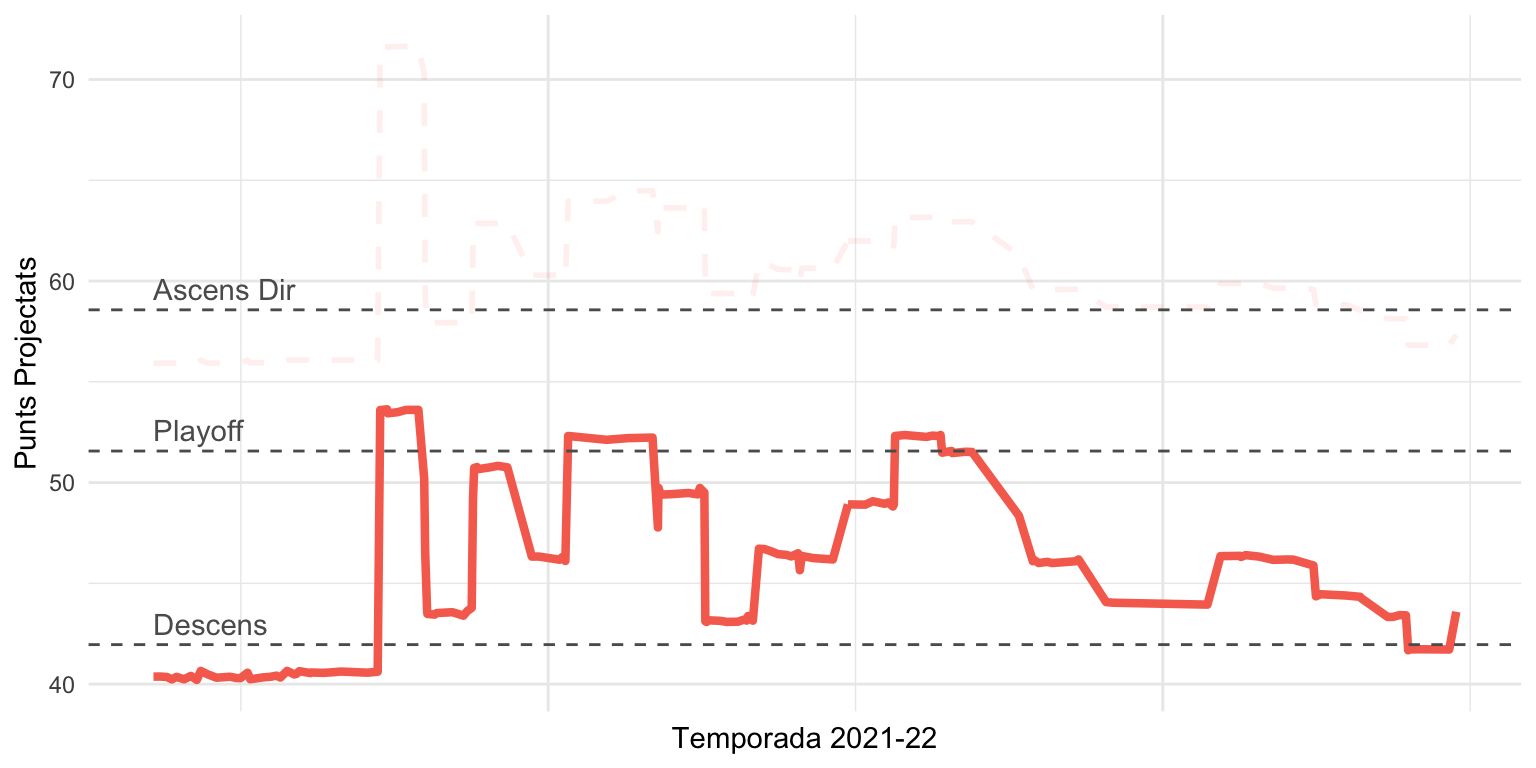 70
60
50
40
Punts Projectats
Ascens Dir
Playoff
Descens
Temporada 2021-22